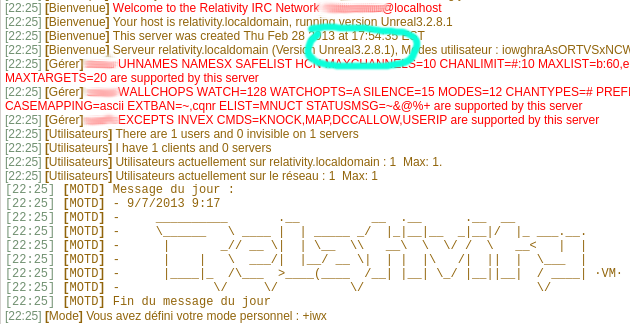 [22:25] [Bienvenue] Welcome to the Relativity IRC Network @localhost
[22:25] [Bienvenue] Your host is relativity.localdomain, running version Unreal3.2.8.1
[22:25] [Bienvenue] This server was created Thu Feb 28 2013 at 17:54:35 EST
[22:25] [Bienvenue] Serveur relativity.localdomain (Version Unreal3.2.8.1), Modes utilisateur : iowghraAsORTVSxNCW
[22:25] [Gérer] UHNAMES NAMESX SAFELIST HCN MAXCHANNELS=10 CHANLIMIT=#:10 MAXLIST=b:60,e
MAXTARGETS=20 are supported by this server
[22:25] [Gérer] WALLCHOPS WATCH=128 WATCHOPTS=A SILENCE=15 MODES=12 CHANTYPES=# PREFI
CASEMAPPING=ascii EXTBAN=~,cqnr ELIST=MNUCT STATUSMSG=~&@%+ are supported by this server
[22:25] [Gérer] EXCEPTS INVEX CMDS=KNOCK,MAP,DCCALLOW,USERIP are supported by this server
[22:25] [Utilisateurs] There are 1 users and 0 invisible on 1 servers
[22:25] [Utilisateurs] I have 1 clients and 0 servers
[22:25] [Utilisateurs] Utilisateurs actuellement sur relativity.localdomain : 1 Max: 1.
[22:25] [Utilisateurs] Utilisateurs actuellement sur le réseau : 1 Max: 1
[22:25] [MOTD] Message du jour :
[22:25] [MOTD] - 9/7/2013 9:17
[22:25] [MOTD] -
[22:25] [MOTD] -
[22:25] [MOTD] - Relativity
[22:25] [MOTD] -
[22:25] [MOTD] - ·VM·
[22:25] [MOTD] -
[22:25] [MOTD] Fin du message du jour
[22:25] [Mode] Vous avez défini votre mode personnel : +iwx